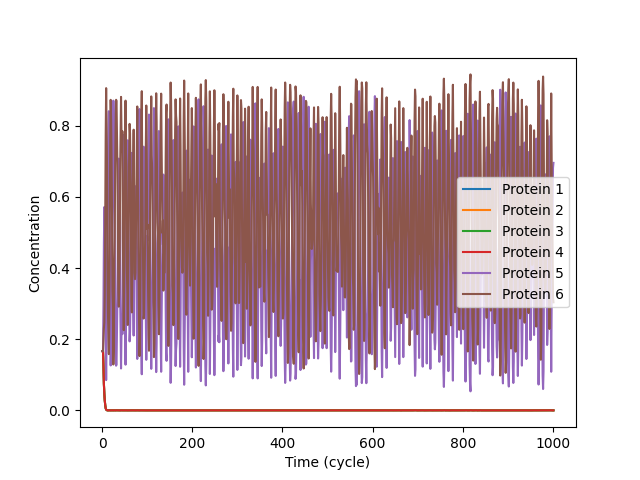 Concentration
0.8
0.6
0.4
0.2
0.0
Protein 1
Protein 2
Protein 3
Protein 4
Protein 5
Protein 6
0 200 400 600 800 1000
Time (cycle)